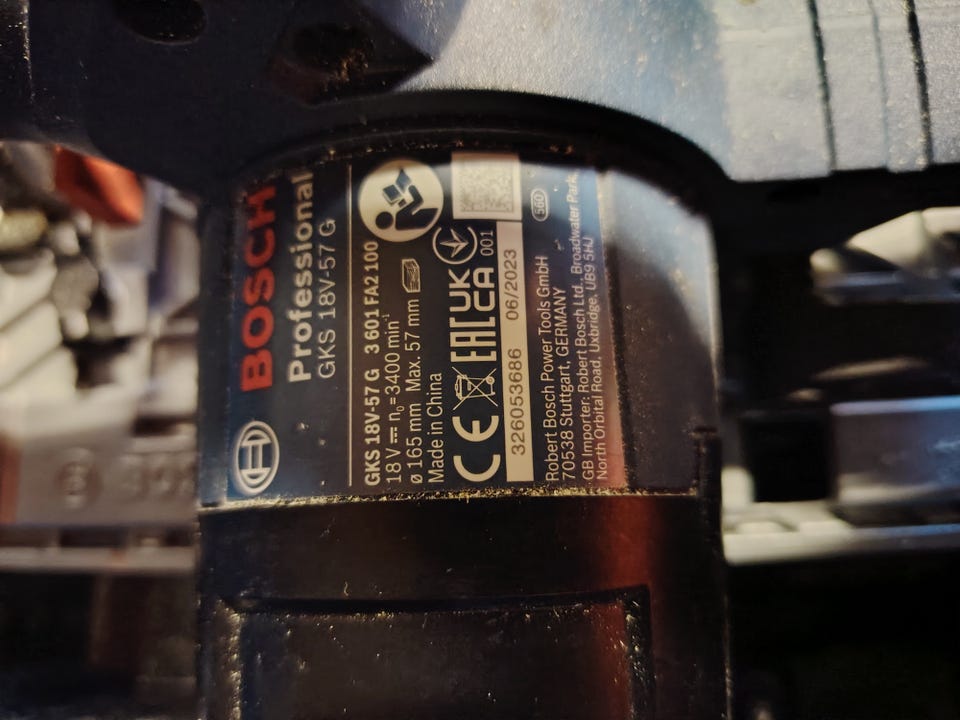 BOSCH
Professional
GKS 18V-57 G
GKS 18V-57 G 3 601 FA2 100
18 V ⎓ n₀ =3400 min⁻¹
ø 165 mm Max. 57 mm
Made in China
CE EAC UK CA 001
326053686 06/2023
560
Robert Bosch Power Tools GmbH
70538 Stuttgart, GERMANY
GB Importer: Robert Bosch Ltd., Broadwater Park,
North Orbital Road, Uxbridge, UB9 5HJ